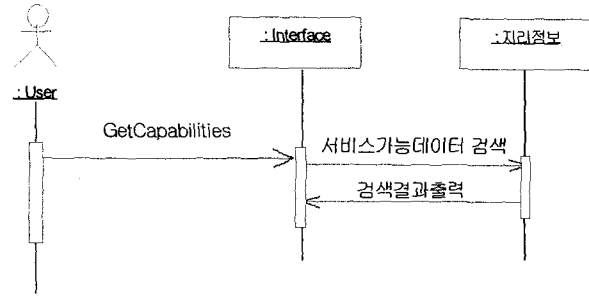 : Interface
: 지리정보
: User
GetCapabilities
서비스가능데이터 검색
검색결과출력